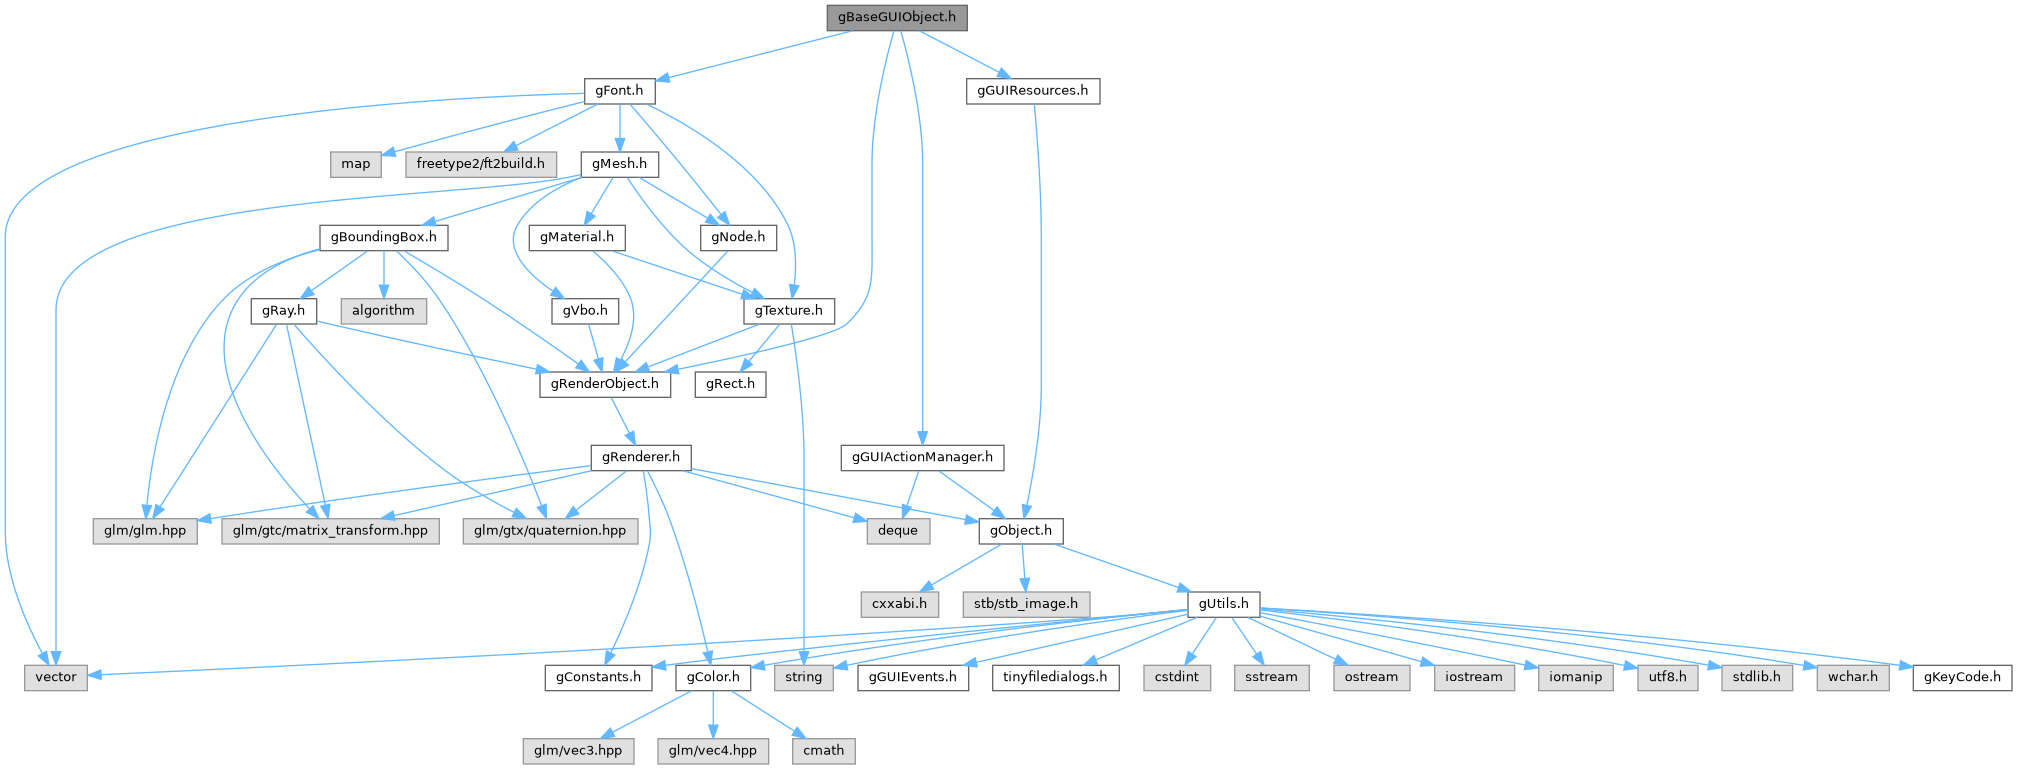 gBaseGUIObject.h
gFont.h
gGUIResources.h
map
freetype2/ft2build.h
gMesh.h
gBoundingBox.h
gMaterial.h
gNode.h
gRay.h
algorithm
gVbo.h
gTexture.h
gRenderObject.h
gRect.h
gRenderer.h
gGUIActionManager.h
glm/glm.hpp
glm/gtc/matrix_transform.hpp
glm/gtx/quaternion.hpp
deque
gObject.h
cxxabi.h
stb/stb_image.h
gUtils.h
vector
gConstants.h
gColor.h
string
gGUIEvents.h
tinyfiledialogs.h
cstdint
sstream
ostream
iostream
iomanip
utf8.h
stdlib.h
wchar.h
gKeyCode.h
glm/vec3.hpp
glm/vec4.hpp
cmath